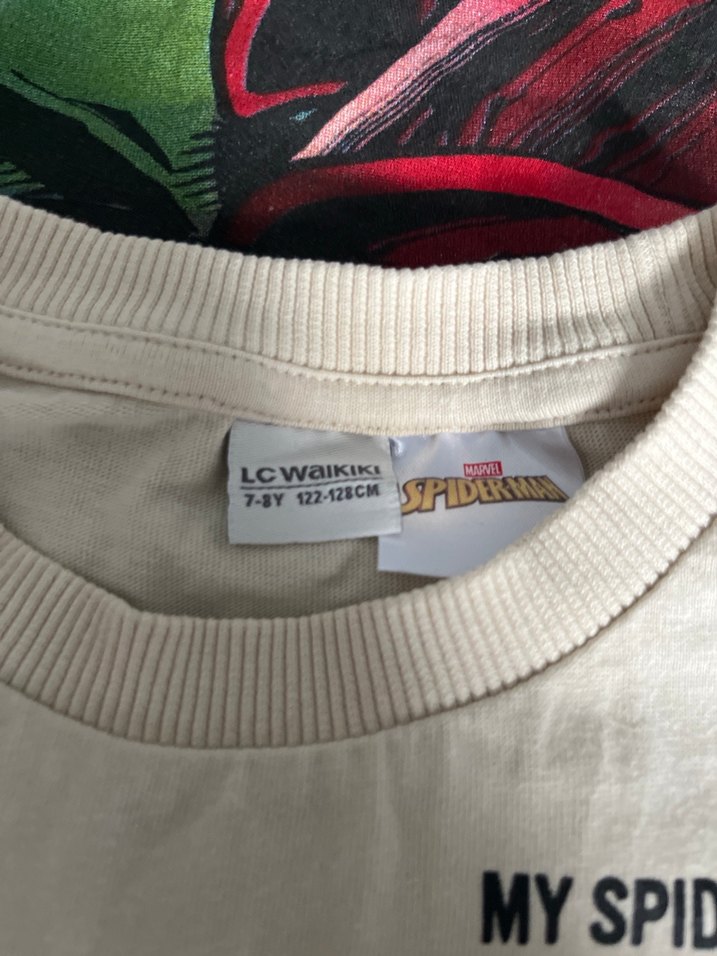 LC WAIKIKI
7-8Y 122-128CM
MARVEL
SPIDER-MAN
MY SPID